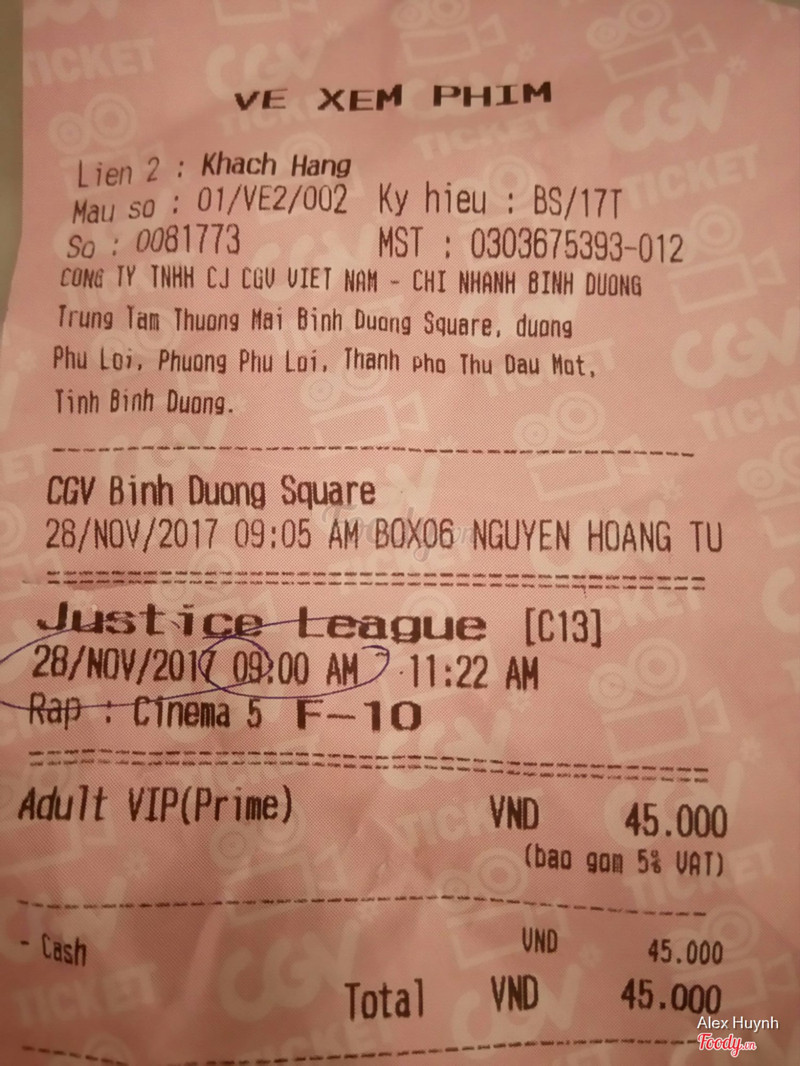 VE XEM PHIM
Lien 2 : Khach Hang
Mau so : 01/VE2/002 Ky hieu : BS/17T
So : 0081773 MST : 0303675393-012
CONG TY TNHH CJ CGV VIET NAM - CHI NHANH BINH DUONG
Trung Tam Thuong Mai Binh Duong Square, duong
Phu Loi, Phuong Phu Loi, Thanh pho Thu Dau Mot,
Tinh Binh Duong.
CGV Binh Duong Square
28/NOV/2017 09:05 AM BOX06 NGUYEN HOANG TU
Justice League [C13]
28/NOV/2017 09:00 AM - 11:22 AM
Rap : Cinema 5 F-10
Adult VIP(Prime) VND 45.000
(bao gom 5% VAT)
- Cash VND 45.000
Total VND 45.000
Alex Huynh
Foody.vn